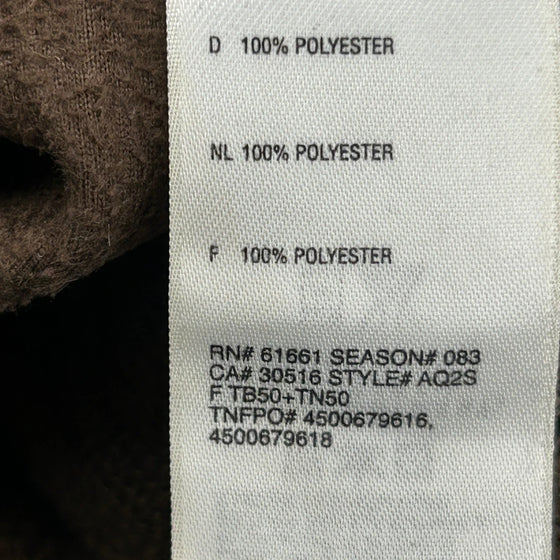 D 100% POLYESTER
NL 100% POLYESTER
F 100% POLYESTER
RN# 61661 SEASON# 083
CA# 30516 STYLE# AQ2S
F TB50+TN50
TNFPO# 4500679616,
4500679618